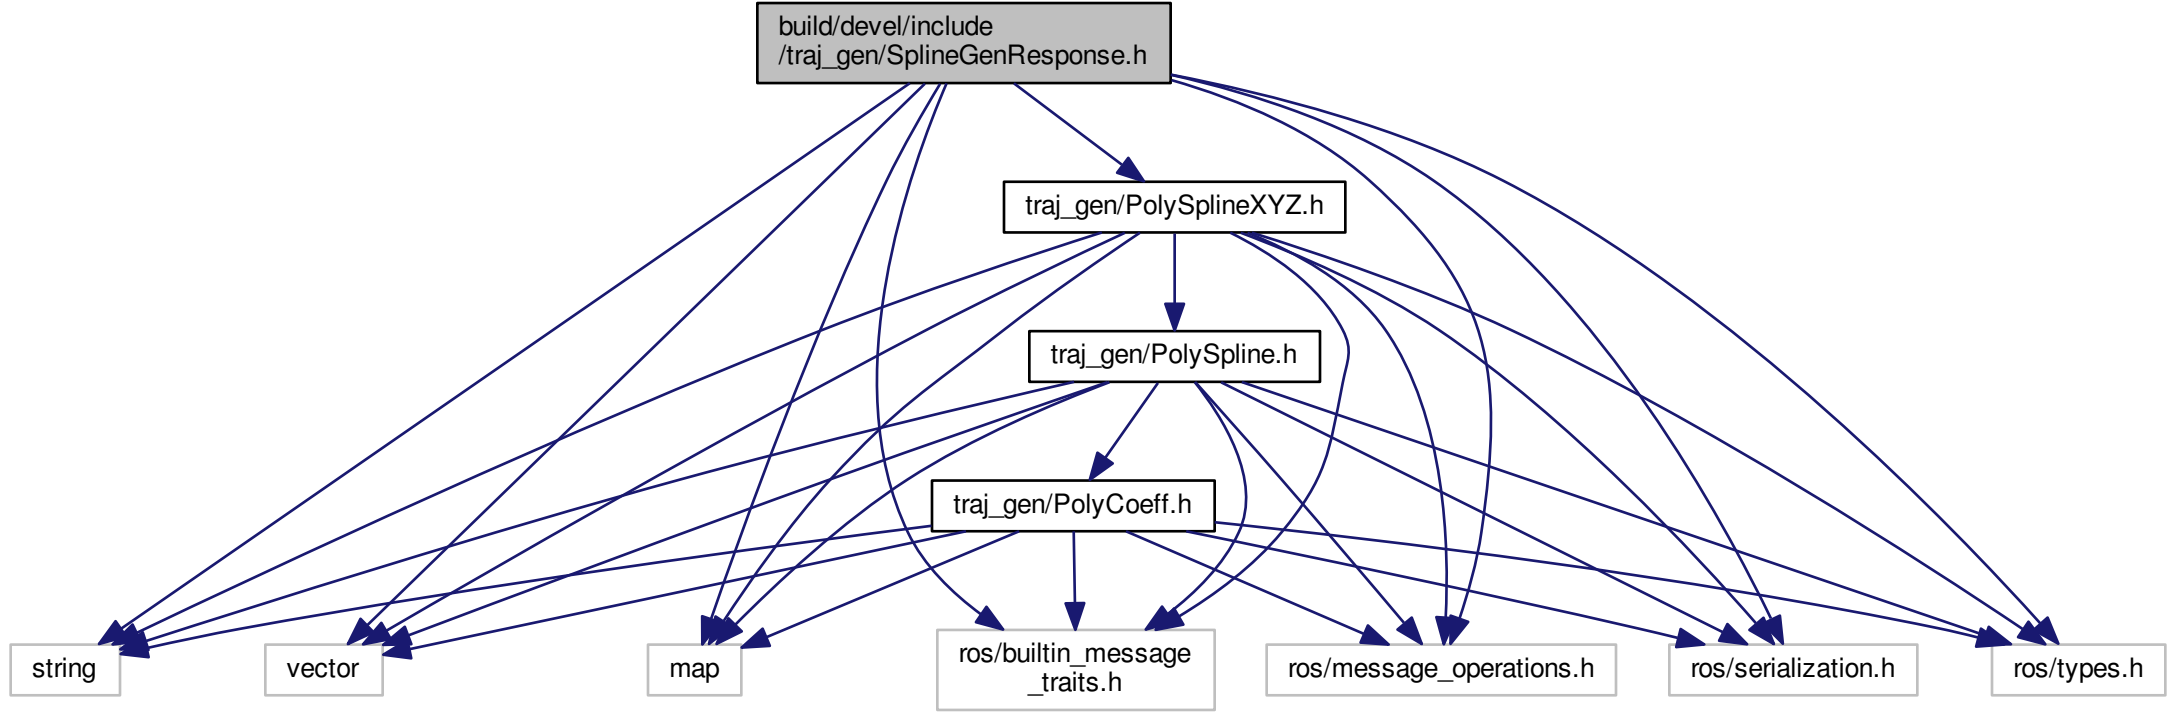 build/devel/include
/traj_gen/SplineGenResponse.h
traj_gen/PolySplineXYZ.h
traj_gen/PolySpline.h
traj_gen/PolyCoeff.h
string
vector
map
ros/builtin_message
_traits.h
ros/message_operations.h
ros/serialization.h
ros/types.h